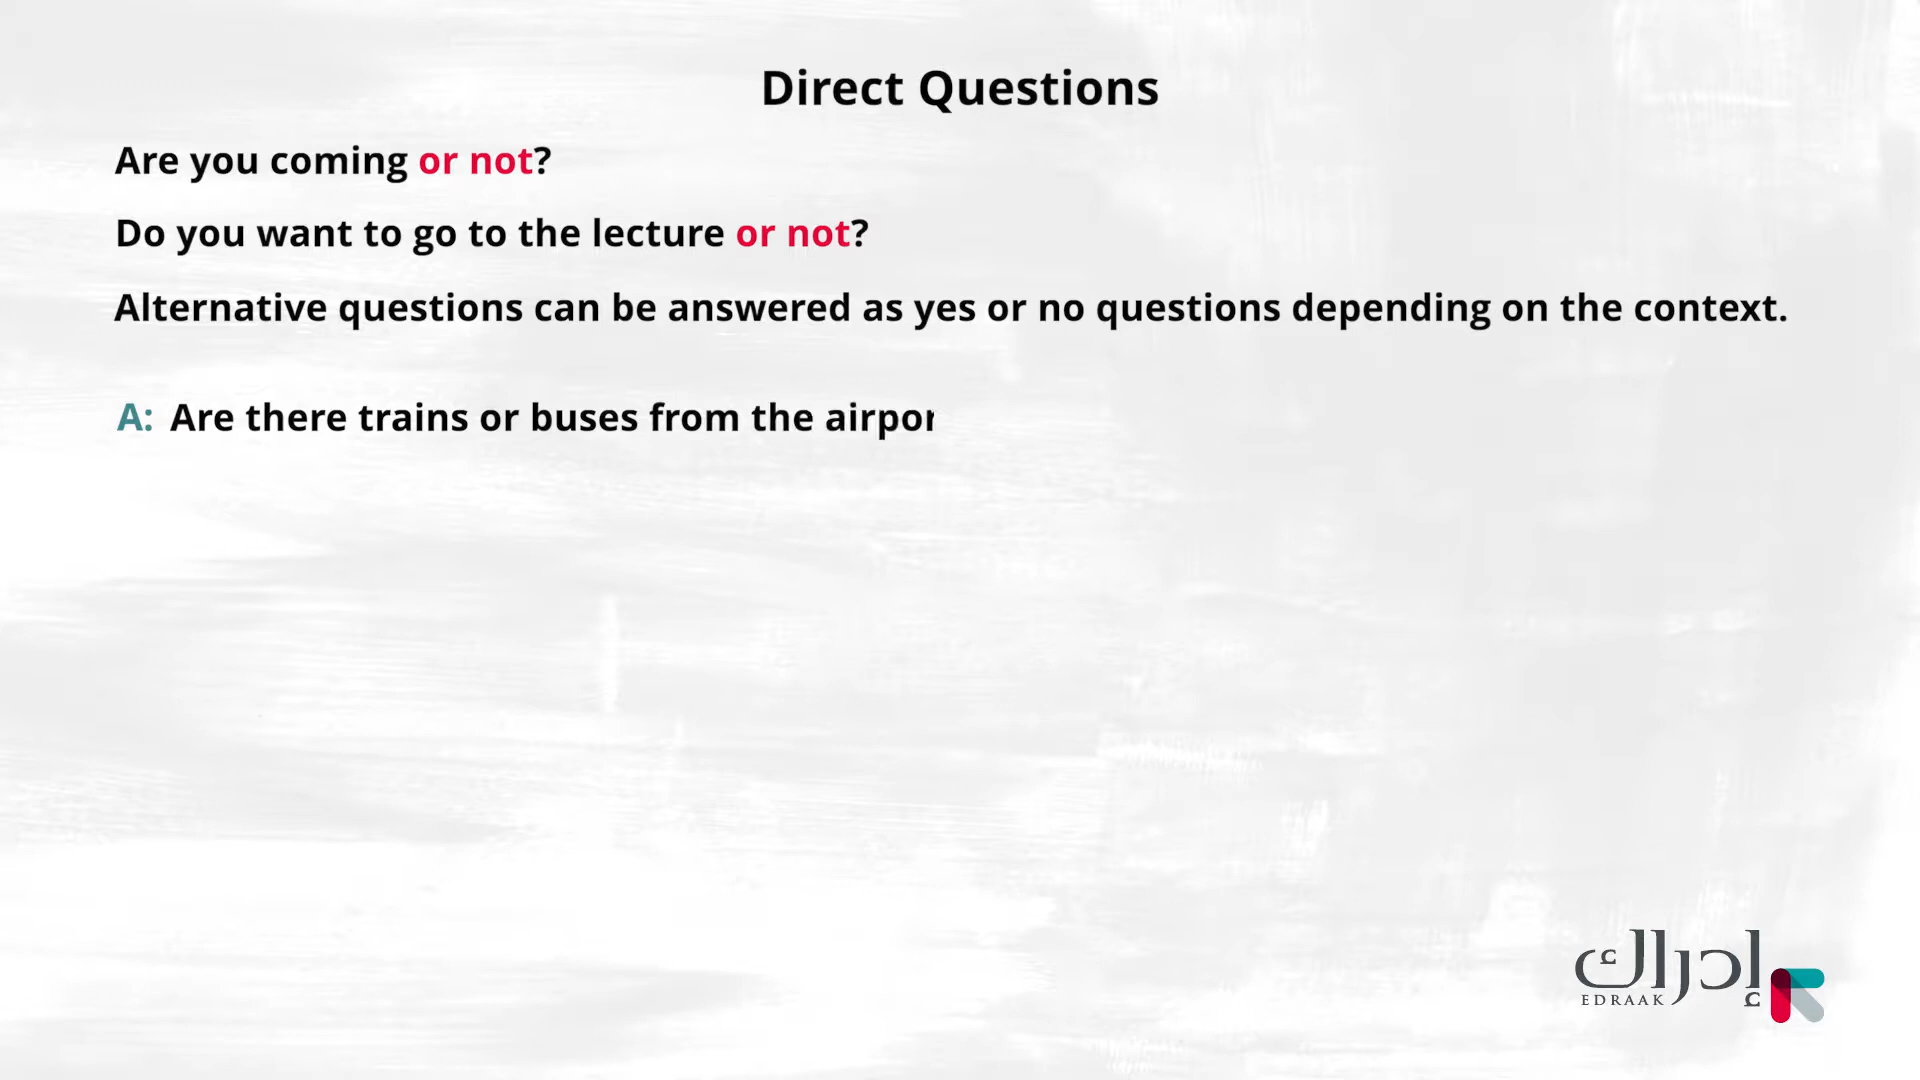 Direct Questions
Are you coming or not?
Do you want to go to the lecture or not?
Alternative questions can be answered as yes or no questions depending on the context.
A: Are there trains or buses from the airpor
إدراك
EDRAAK